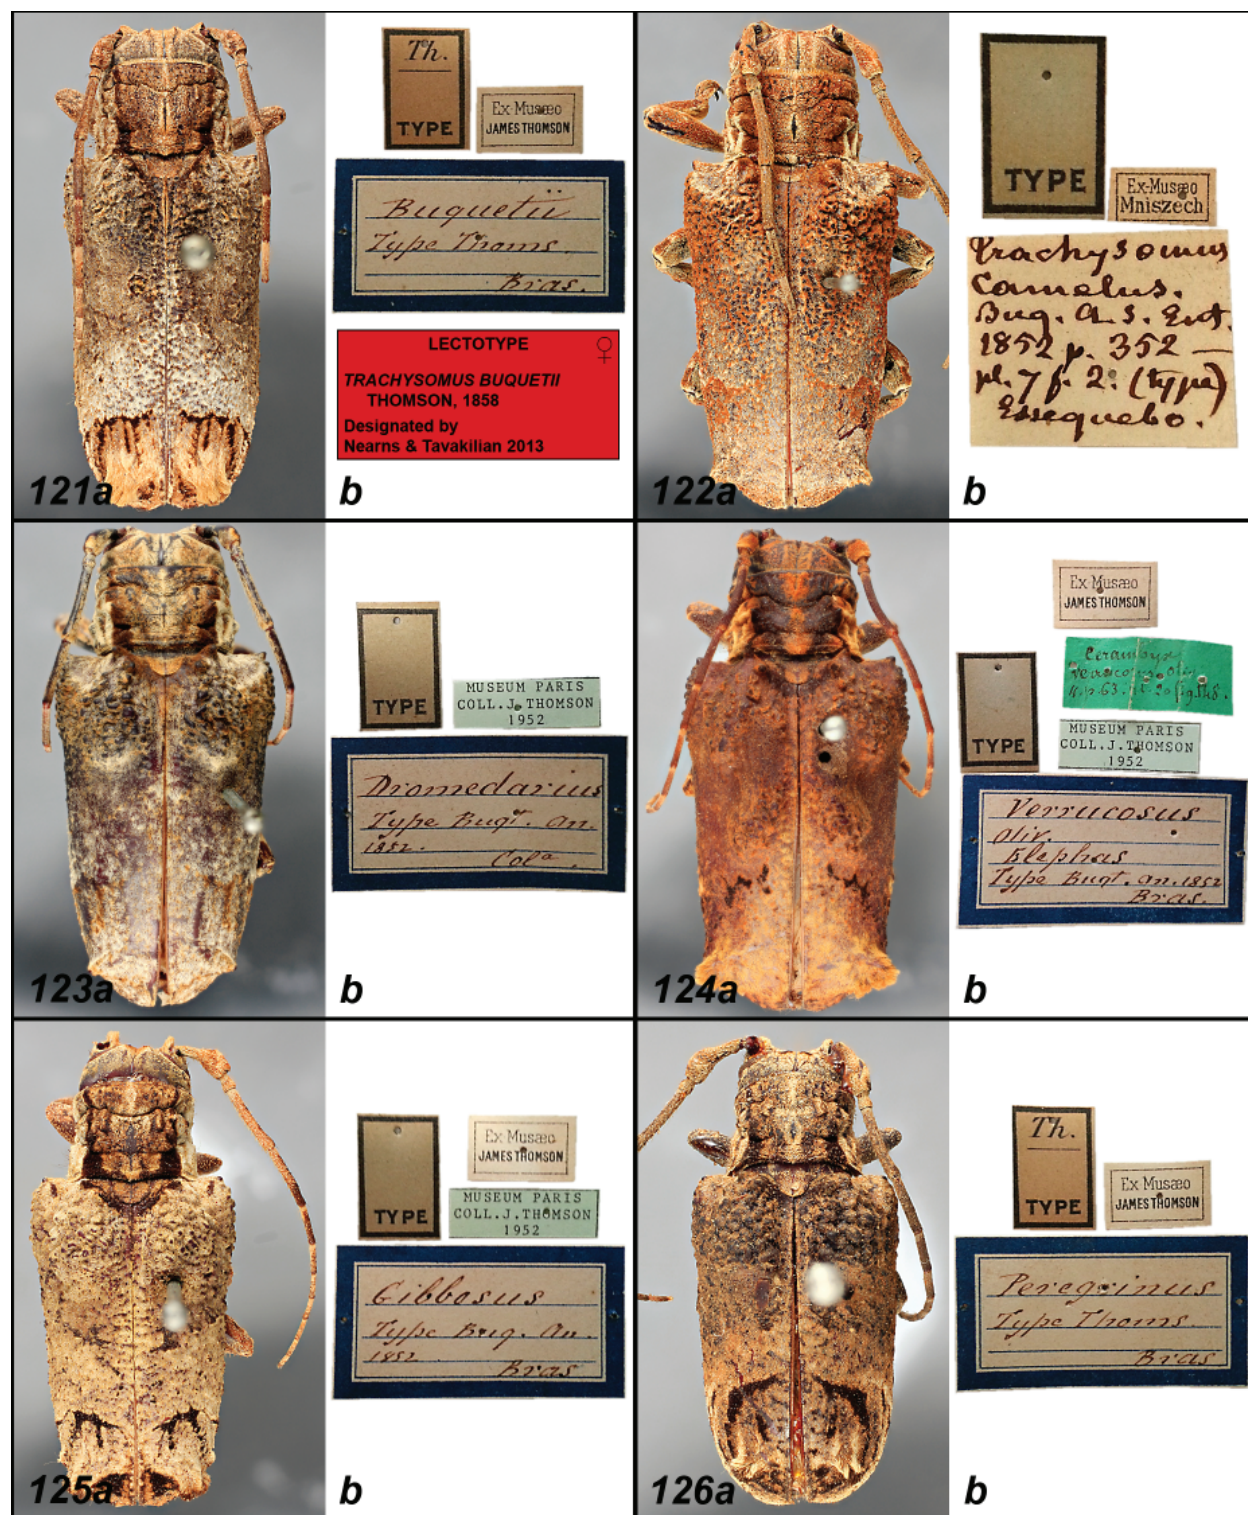 121a
b
Th.
TYPE
Ex-Musæo
JAMES THOMSON
Buquetii
Type Thoms.
Bras.
LECTOTYPE ♀
TRACHYSOMUS BUQUETII
THOMSON, 1858
Designated by
Nearns & Tavakilian 2013
122a
b
TYPE
Ex-Musæo
Mniszech
Trachysomus
Camelus.
Buq. a. s. Ent.
1852 p. 352 —
pl. 7 f. 2. (type)
Essequebo.
123a
b
TYPE
MUSEUM PARIS
COLL. J. THOMSON
1952
Dromedarius
Type Buqt. An.
1852.
Cola.
124a
b
Ex Musæo
JAMES THOMSON
Cerambyx
verrucosus Oliv
TYPE
MUSEUM PARIS
COLL. J. THOMSON
1952
Verrucosus
Oliv.
Elephas
Type Buqt. An. 1852
Bras.
125a
b
TYPE
Ex Musæo
JAMES THOMSON
MUSEUM PARIS
COLL. J. THOMSON
1952
Gibbosus
Type Buq. An.
1852
Bras
126a
b
Th.
TYPE
Ex Musæo
JAMES THOMSON
Peregrinus
Type Thoms.
Bras